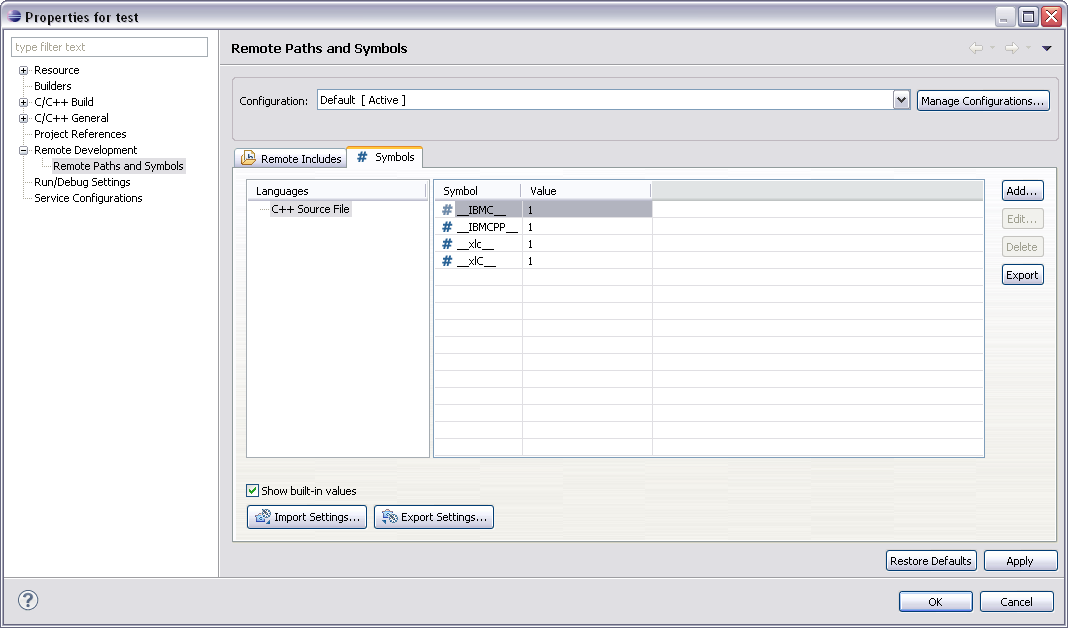 Properties for test
type filter text
Resource
Builders
C/C++ Build
C/C++ General
Project References
Remote Development
Remote Paths and Symbols
Run/Debug Settings
Service Configurations
Remote Paths and Symbols
Configuration: Default [ Active ] Manage Configurations...
Remote Includes # Symbols
Languages
C++ Source File
Symbol Value
# __IBMC__ 1
# __IBMCPP__ 1
# __xlc__ 1
# __xlC__ 1
Add...
Edit...
Delete
Export
Show built-in values
Import Settings... Export Settings...
Restore Defaults Apply
? OK Cancel